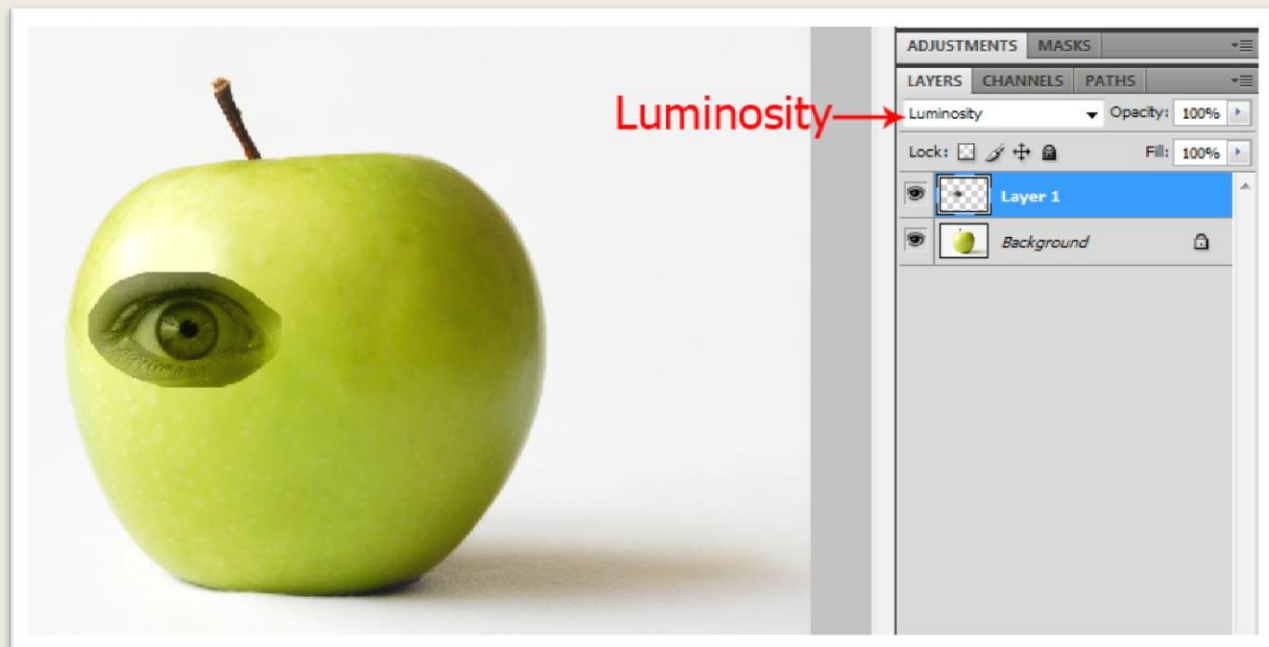 ADJUSTMENTS MASKS
LAYERS CHANNELS PATHS
Luminosity
Luminosity Opacity: 100%
Lock: Fill: 100%
Layer 1
Background